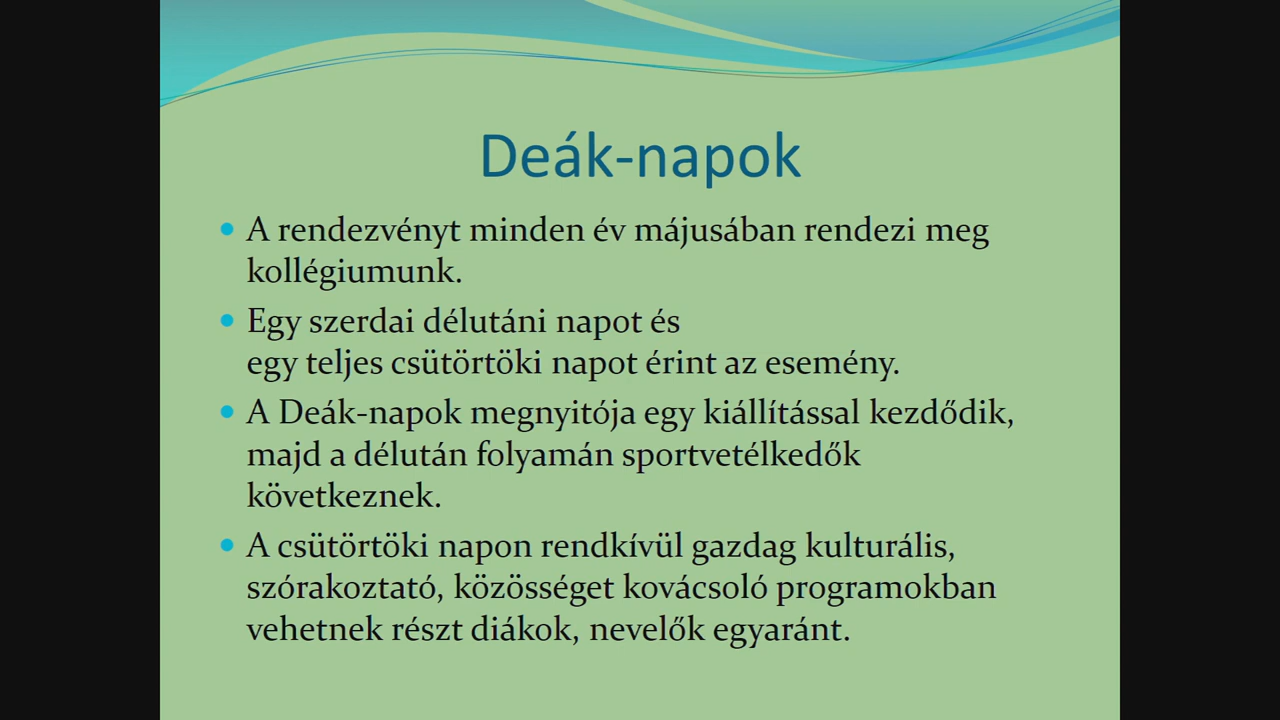 Deák-napok
• A rendezvényt minden év májusában rendezi meg
kollégiumunk.
• Egy szerdai délutáni napot és
egy teljes csütörtöki napot érint az esemény.
• A Deák-napok megnyitója egy kiállítással kezdődik,
majd a délután folyamán sportvetélkedők
következnek.
• A csütörtöki napon rendkívül gazdag kulturális,
szórakoztató, közösséget kovácsoló programokban
vehetnek részt diákok, nevelők egyaránt.